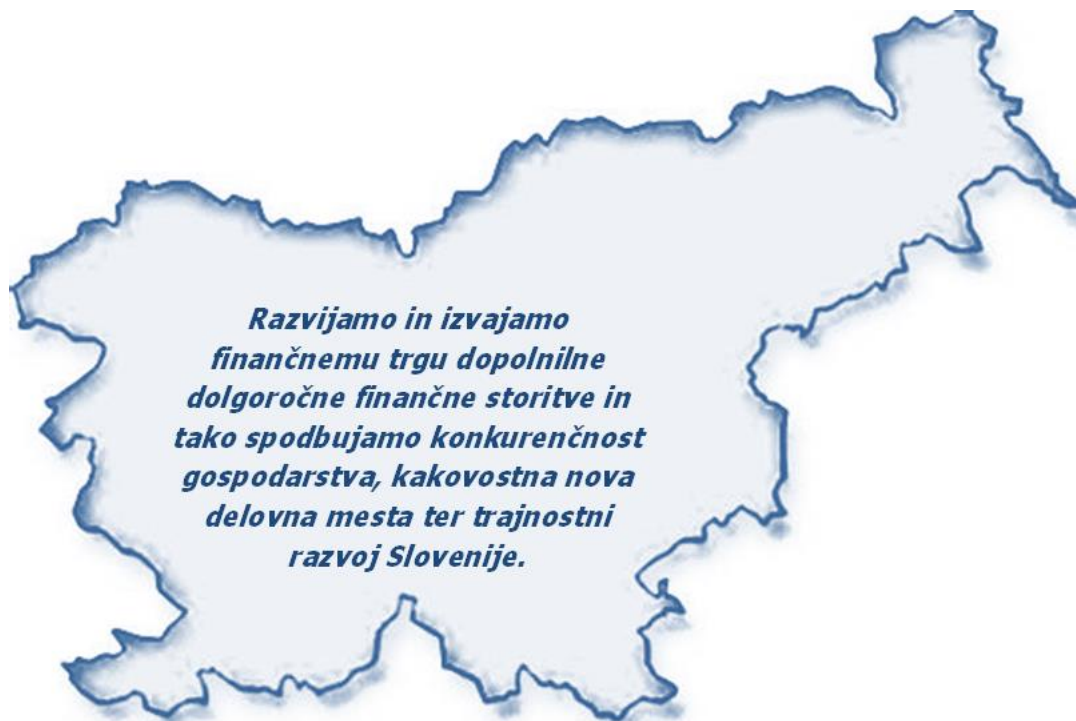 Razvijamo in izvajamo
finančnemu trgu dopolnilne
dolgoročne finančne storitve in
tako spodbujamo konkurenčnost
gospodarstva, kakovostna nova
delovna mesta ter trajnostni
razvoj Slovenije.